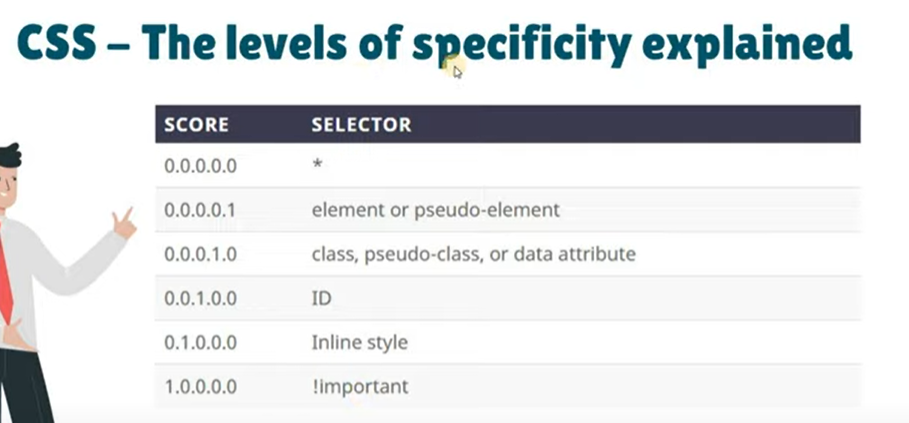 CSS – The levels of specificity explained
SCORE SELECTOR
0.0.0.0.0 *
0.0.0.0.1 element or pseudo-element
0.0.0.1.0 class, pseudo-class, or data attribute
0.0.1.0.0 ID
0.1.0.0.0 Inline style
1.0.0.0.0 !important